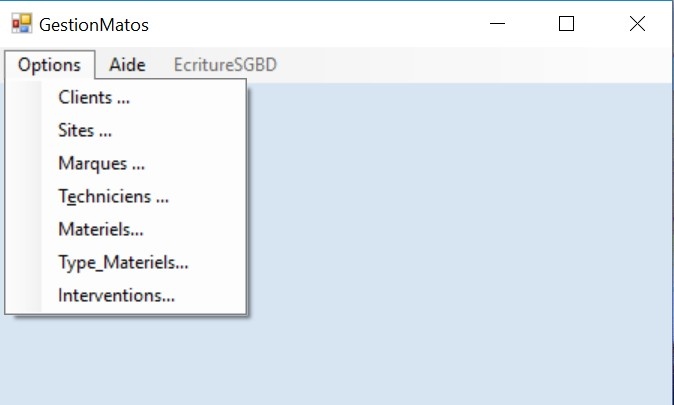 GestionMatos
Options Aide EcritureSGBD
Clients ...
Sites ...
Marques ...
Techniciens ...
Materiels...
Type_Materiels...
Interventions...